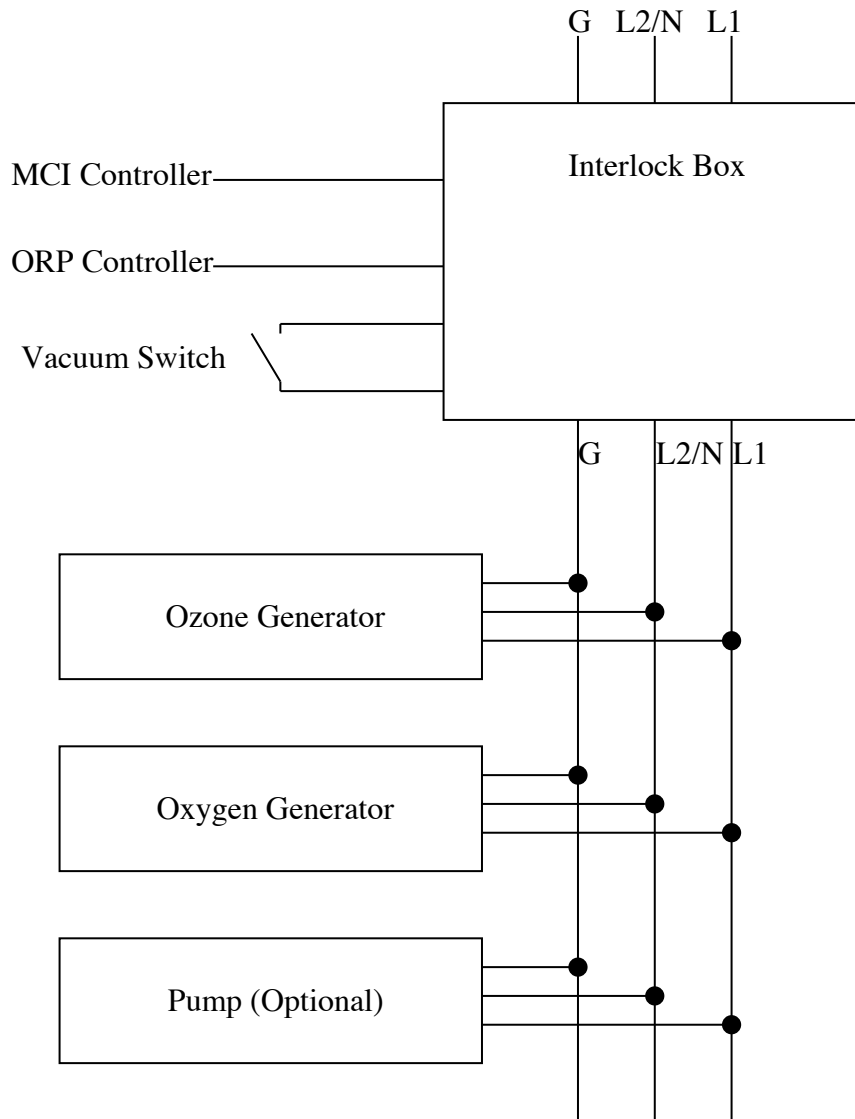 G L2/N L1
Interlock Box
MCI Controller
ORP Controller
Vacuum Switch
G L2/N L1
Ozone Generator
Oxygen Generator
Pump (Optional)